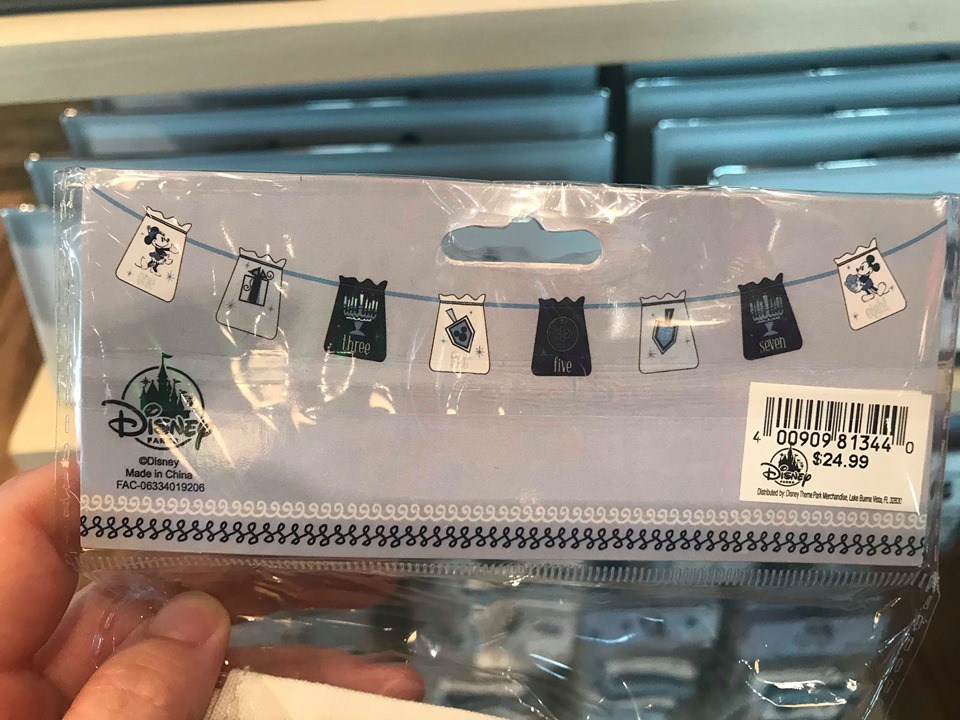 one
three
five
seven
eight
Disney
PARKS
©Disney
Made in China
FAC-06334019206
4 00909 81344 0
Disney
PARKS
$24.99
Distributed by: Disney Theme Park Merchandise, Lake Buena Vista, FL 32830